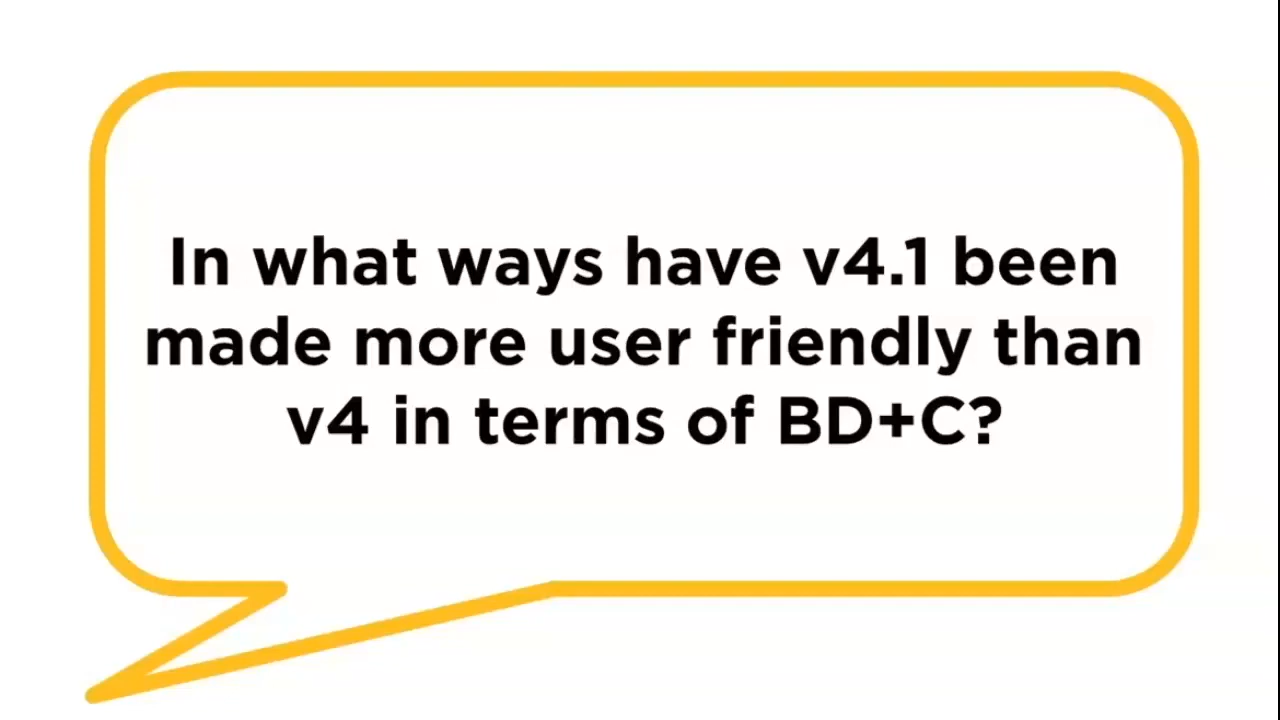 In what ways have v4.1 been
made more user friendly than
v4 in terms of BD+C?